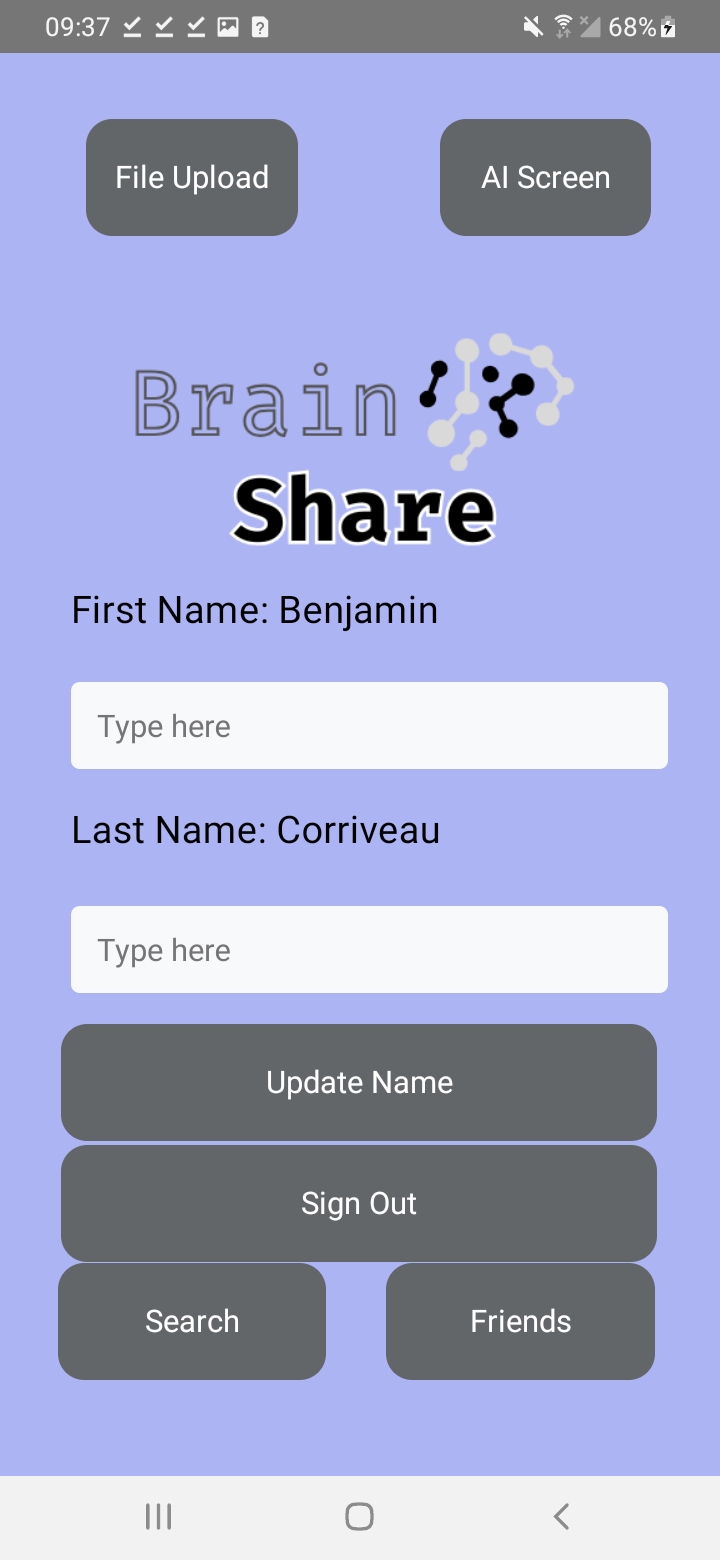 09:37 68%
File Upload AI Screen
Brain
Share
First Name: Benjamin
Type here
Last Name: Corriveau
Type here
Update Name
Sign Out
Search Friends